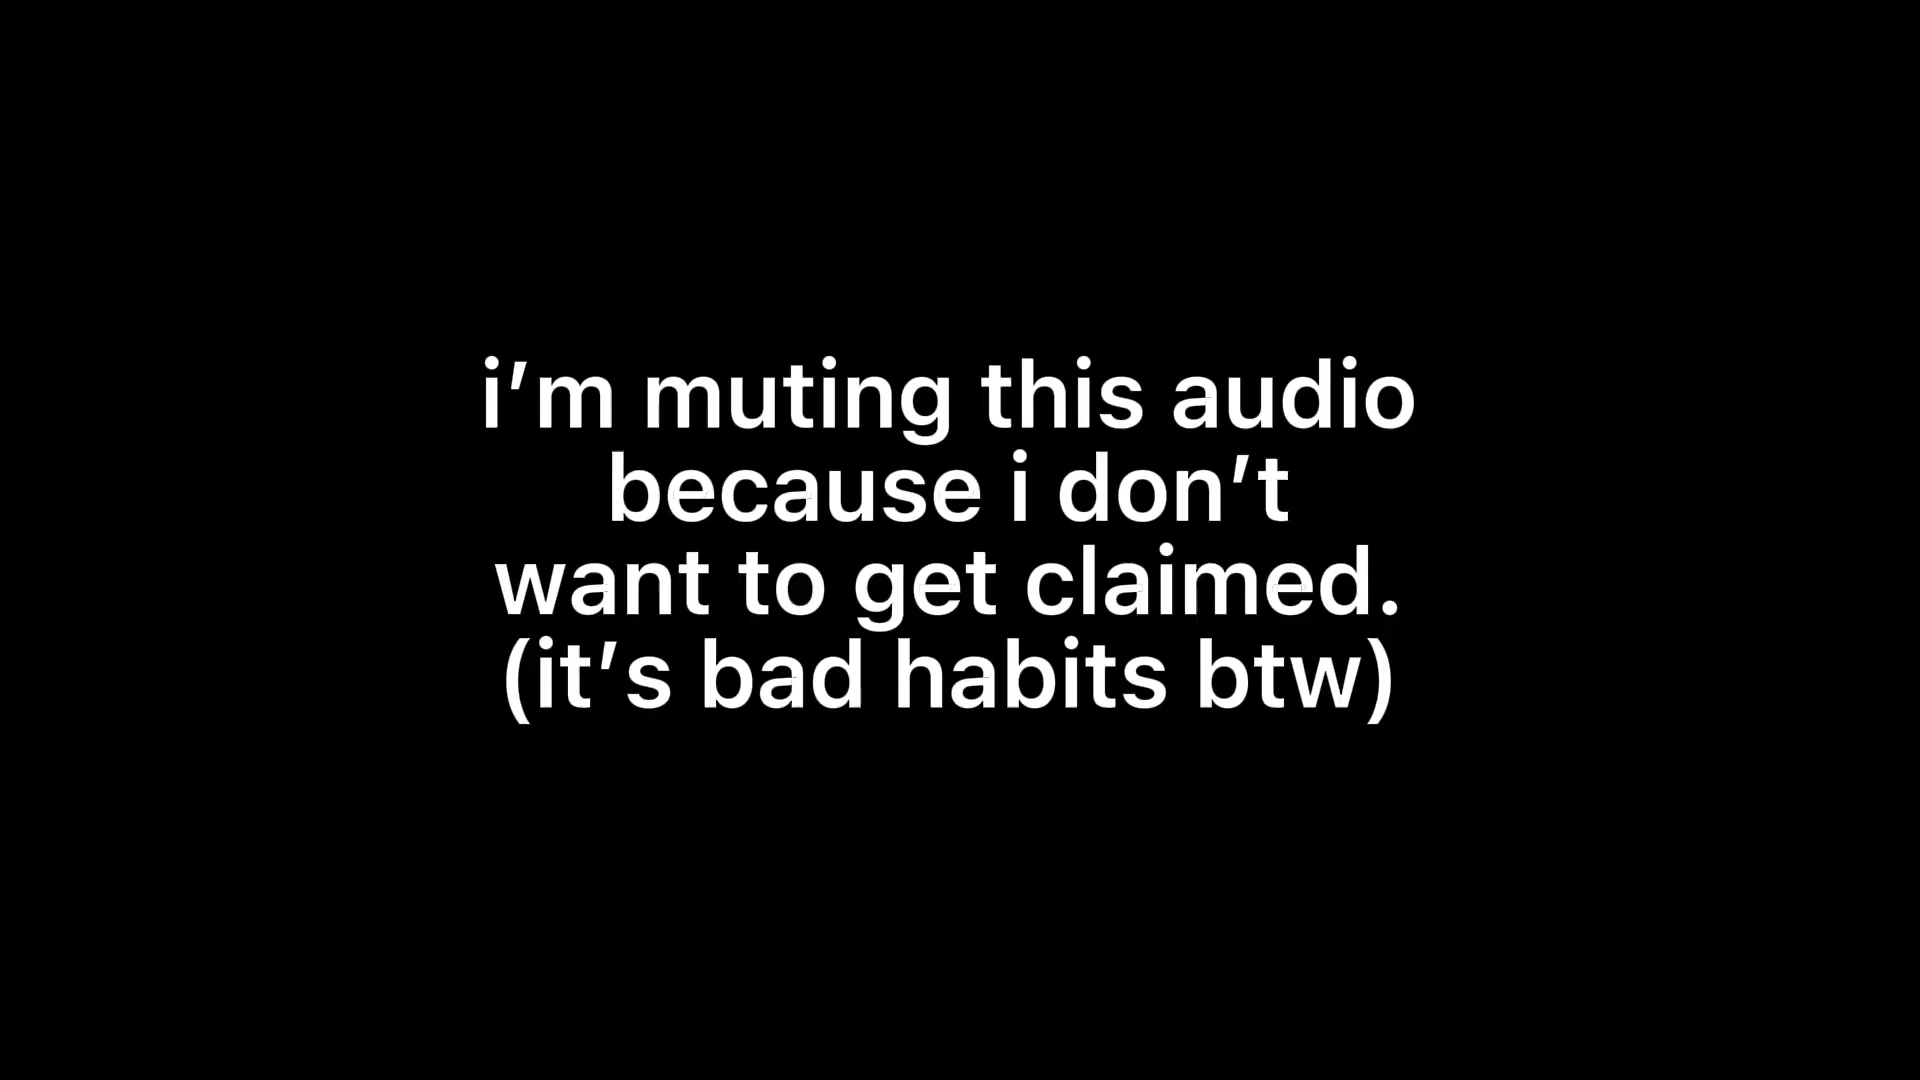 i’m muting this audio
because i don’t
want to get claimed.
(it’s bad habits btw)